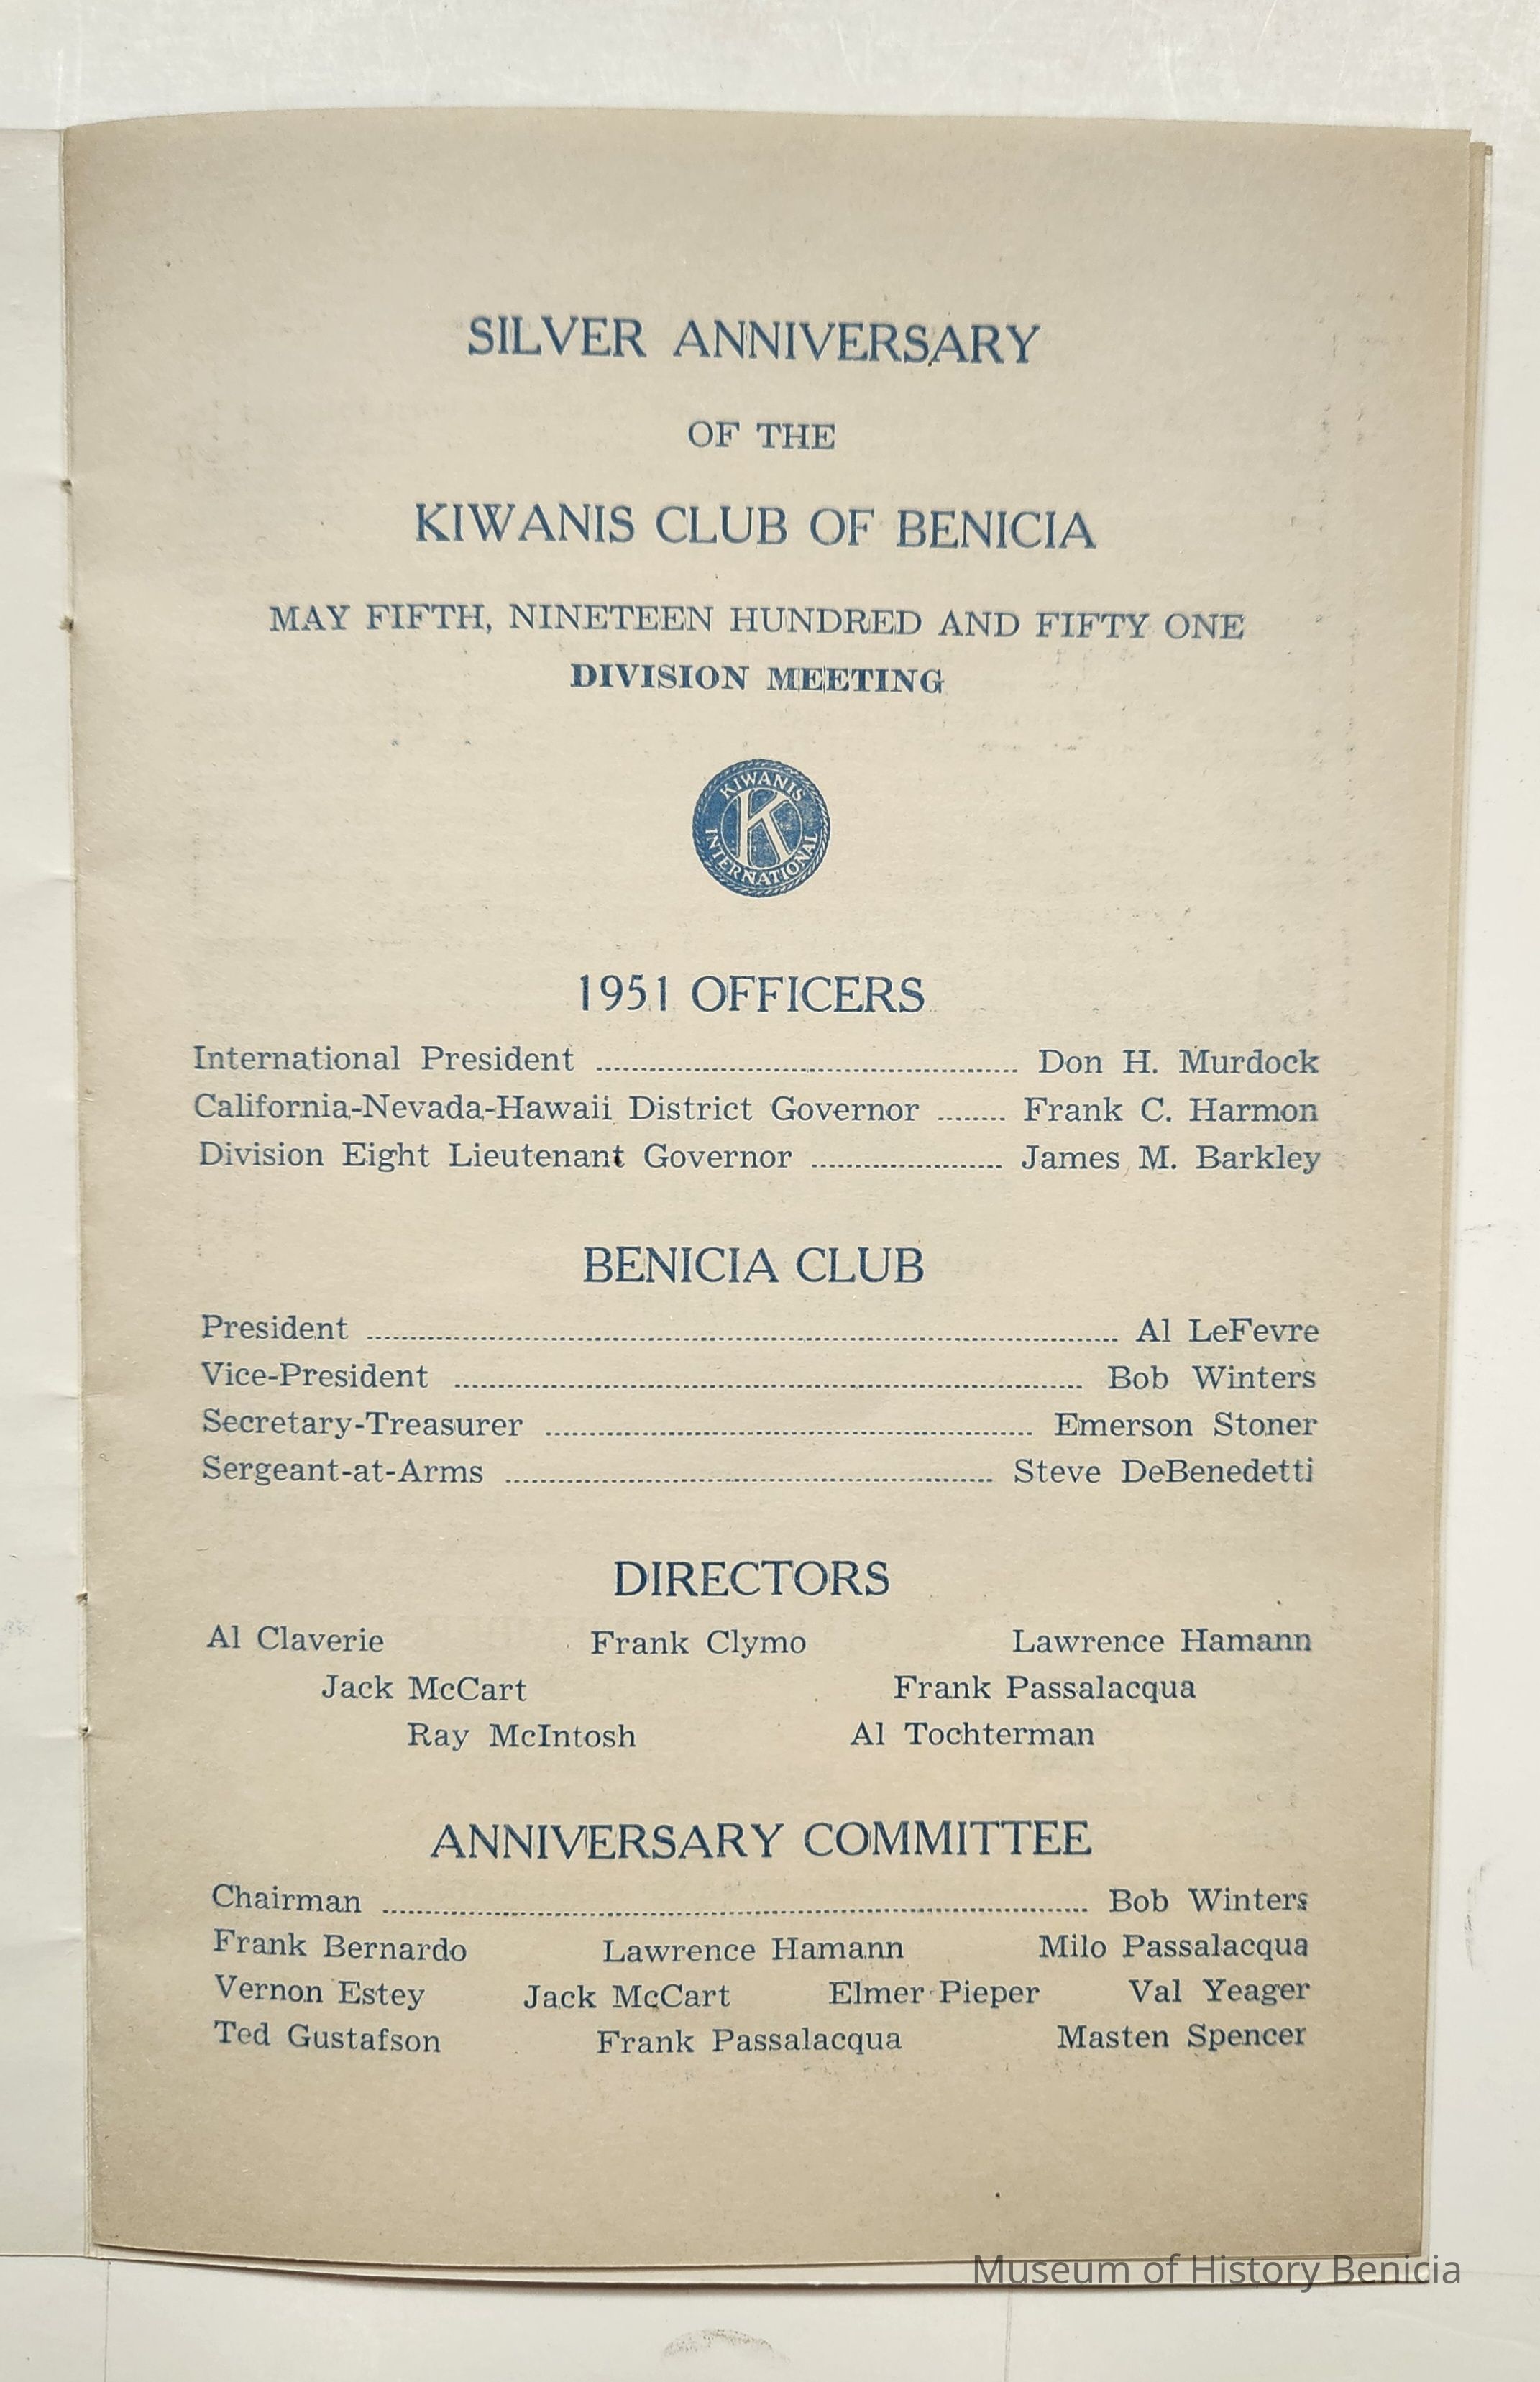 SILVER ANNIVERSARY
OF THE
KIWANIS CLUB OF BENICIA
MAY FIFTH, NINETEEN HUNDRED AND FIFTY ONE
DIVISION MEETING
KIWANIS
K
INTERNATIONAL
1951 OFFICERS
International President ........................ Don H. Murdock
California-Nevada-Hawaii District Governor ........ Frank C. Harmon
Division Eight Lieutenant Governor ........................ James M. Barkley
BENICIA CLUB
President ........................ Al LeFevre
Vice-President ........................ Bob Winters
Secretary-Treasurer ........................ Emerson Stoner
Sergeant-at-Arms ........................ Steve DeBenedetti
DIRECTORS
Al Claverie Frank Clymo Lawrence Hamann
Jack McCart Frank Passalacqua
Ray McIntosh Al Tochterman
ANNIVERSARY COMMITTEE
Chairman ........................ Bob Winters
Frank Bernardo Lawrence Hamann Milo Passalacqua
Vernon Estey Jack McCart Elmer Pieper Val Yeager
Ted Gustafson Frank Passalacqua Masten Spencer
Museum of History Benicia